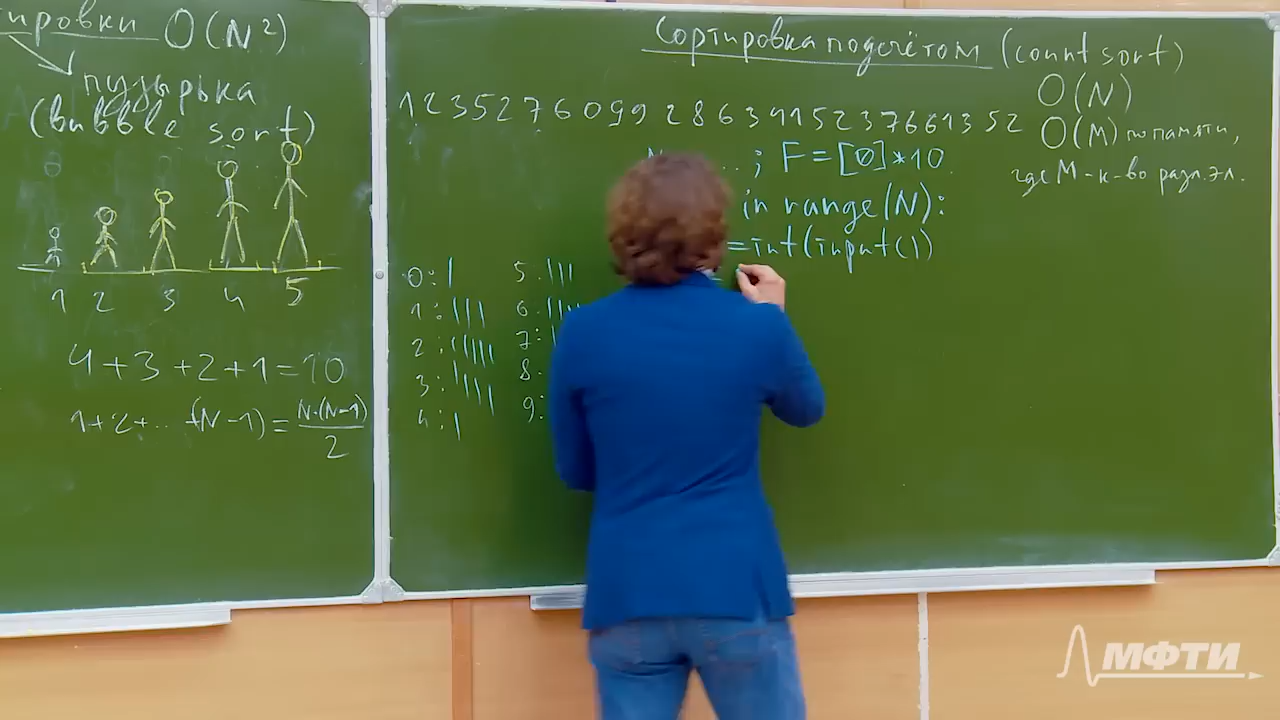 ировки O(N²)
пузырька
(bubble sort)
1 2 3 4 5
4+3+2+1=10
1+2+... +(N-1)= N·(N-1)/2
Сортировка подсчётом (count sort)
O(N)
O(M) по памяти,
где M-к-во разл. эл.
1 2 3 5 2 7 6 0 9 9 2 8 6 3 4 1 5 2 3 7 6 6 1 3 5 2
...; F=[0]*10
in range(N):
=int(input())
0: |
1: ||||
2:
3:
4: |
5: |||
6:
7:
8.
9:
МФТИ